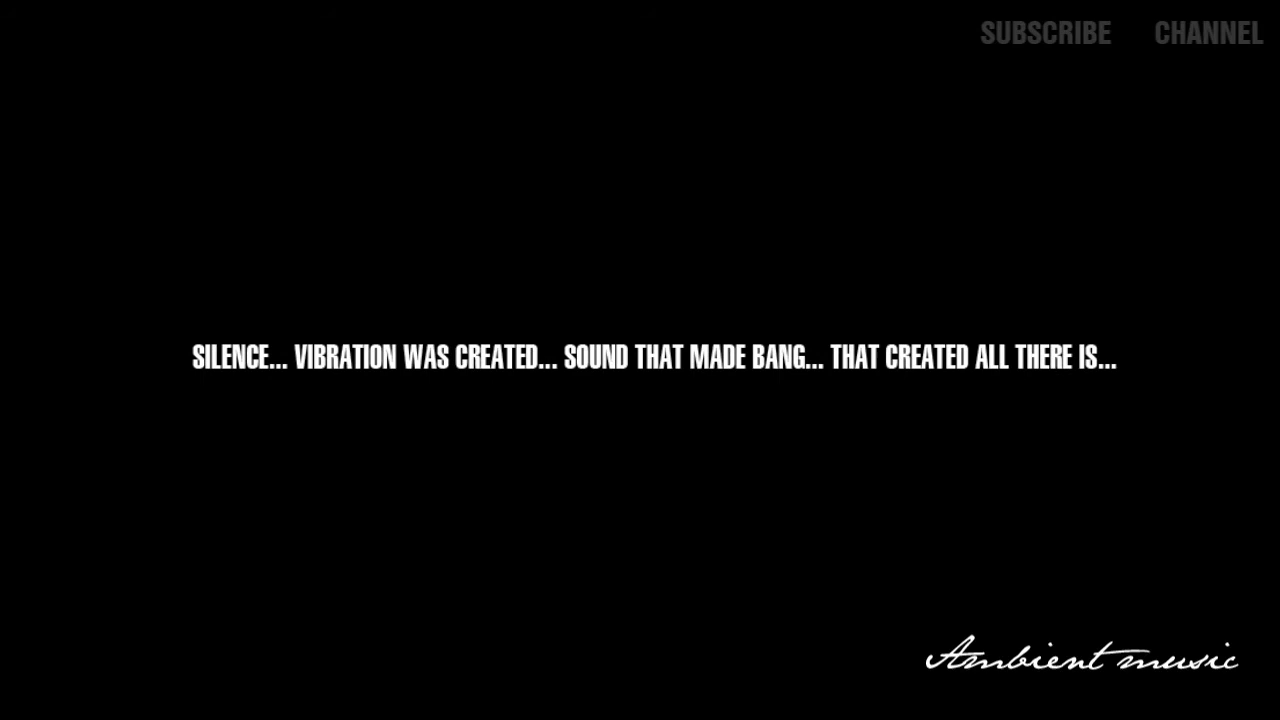 SUBSCRIBE CHANNEL
SILENCE... VIBRATION WAS CREATED... SOUND THAT MADE BANG... THAT CREATED ALL THERE IS...
Ambient music